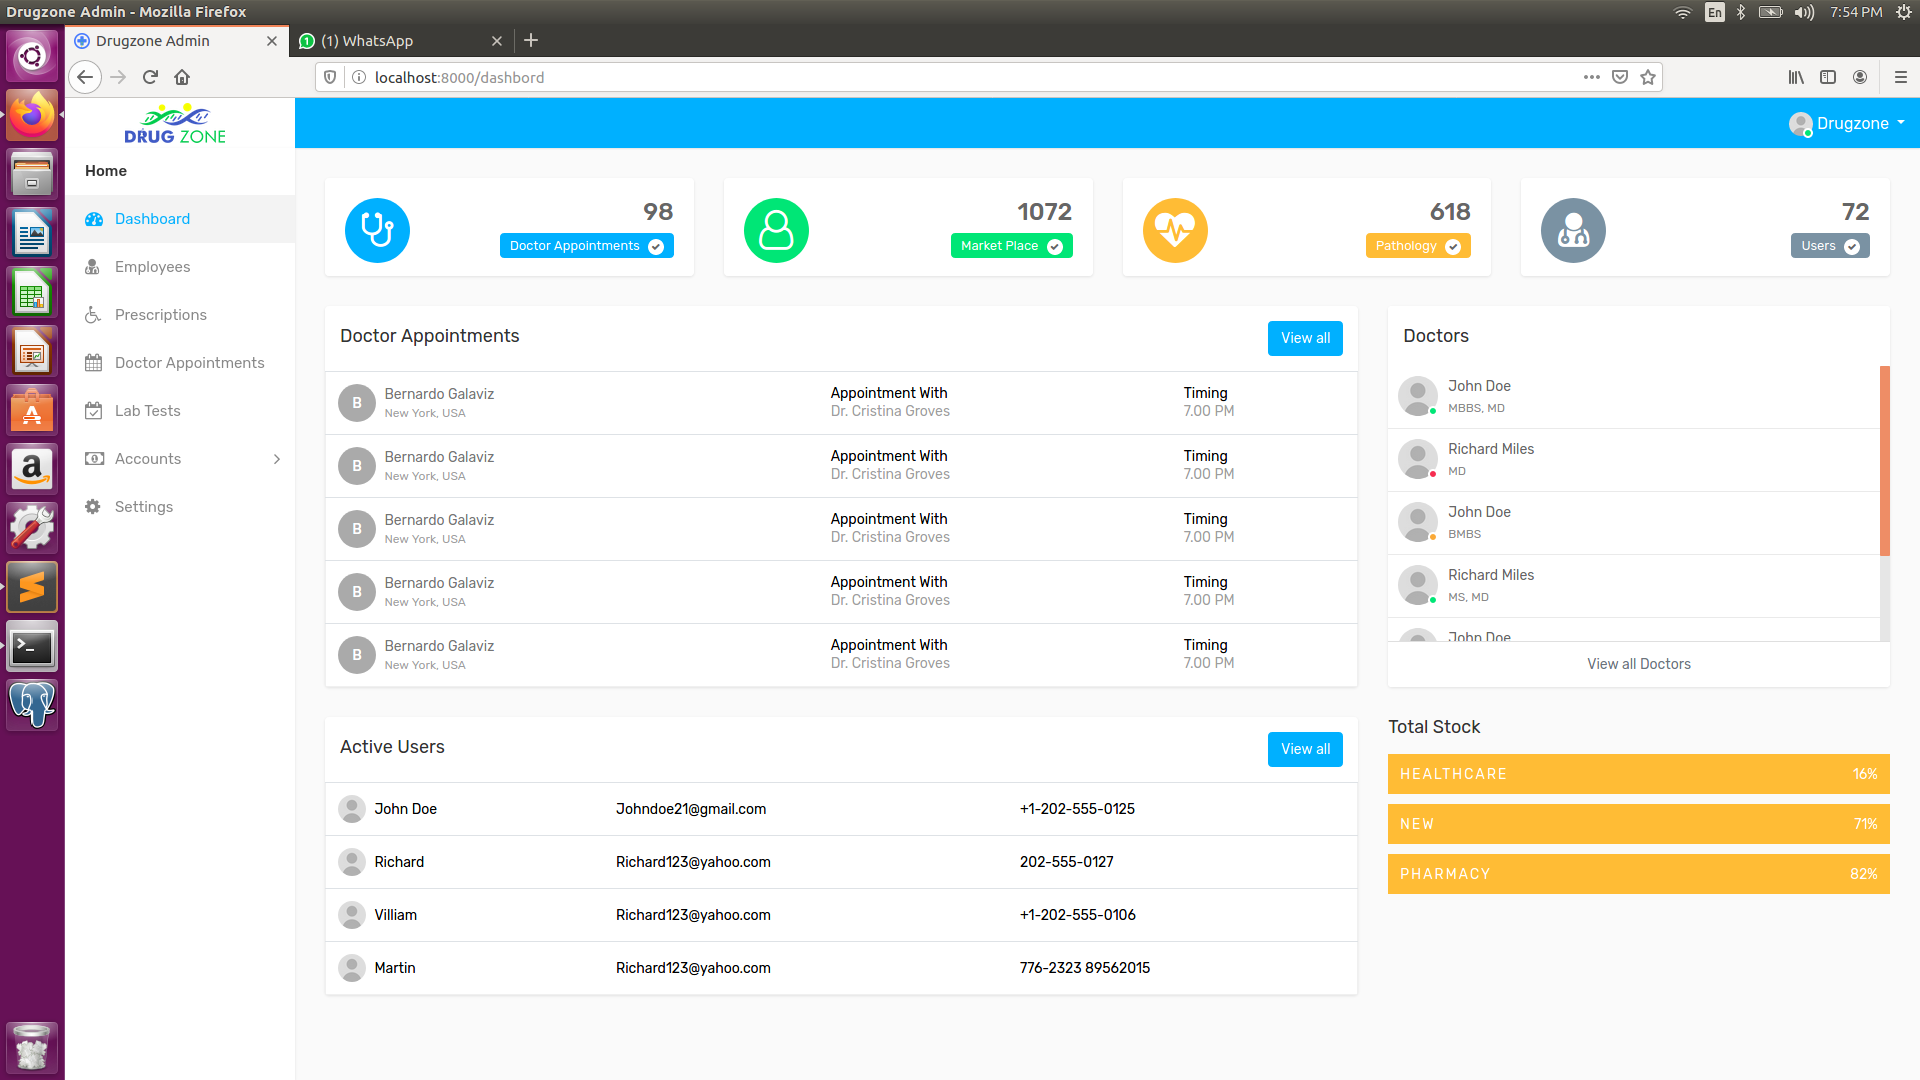 Drugzone Admin - Mozilla Firefox
En
7:54 PM
Drugzone Admin
(1) WhatsApp
localhost:8000/dashbord
DRUG ZONE
Drugzone
Home
Dashboard
Employees
Prescriptions
Doctor Appointments
Lab Tests
Accounts
Settings
98
Doctor Appointments
1072
Market Place
618
Pathology
72
Users
Doctor Appointments
View all
B
Bernardo Galaviz
New York, USA
Appointment With
Dr. Cristina Groves
Timing
7.00 PM
B
Bernardo Galaviz
New York, USA
Appointment With
Dr. Cristina Groves
Timing
7.00 PM
B
Bernardo Galaviz
New York, USA
Appointment With
Dr. Cristina Groves
Timing
7.00 PM
B
Bernardo Galaviz
New York, USA
Appointment With
Dr. Cristina Groves
Timing
7.00 PM
B
Bernardo Galaviz
New York, USA
Appointment With
Dr. Cristina Groves
Timing
7.00 PM
Doctors
John Doe
MBBS, MD
Richard Miles
MD
John Doe
BMBS
Richard Miles
MS, MD
John Doe
View all Doctors
Active Users
View all
John Doe Johndoe21@gmail.com +1-202-555-0125
Richard Richard123@yahoo.com 202-555-0127
Villiam Richard123@yahoo.com +1-202-555-0106
Martin Richard123@yahoo.com 776-2323 89562015
Total Stock
HEALTHCARE 16%
NEW 71%
PHARMACY 82%